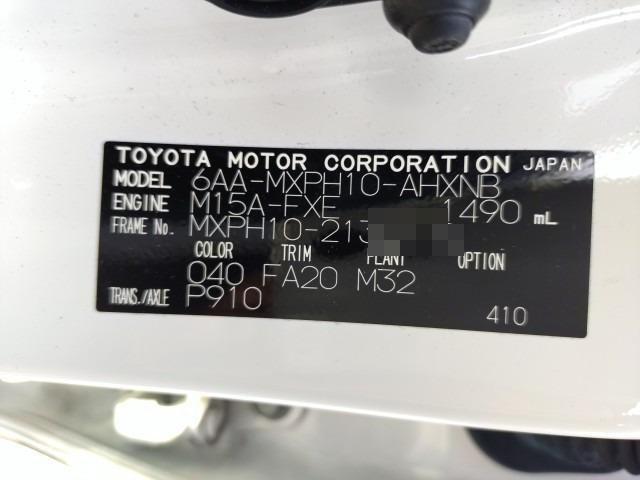 TOYOTA MOTOR CORPORATION JAPAN
MODEL 6AA-MXPH10-AHXNB
ENGINE M15A-FXE 1490 mL
FRAME No. MXPH10-213
COLOR TRIM PLANT OPTION
040 FA20 M32
TRANS./AXLE P910
410